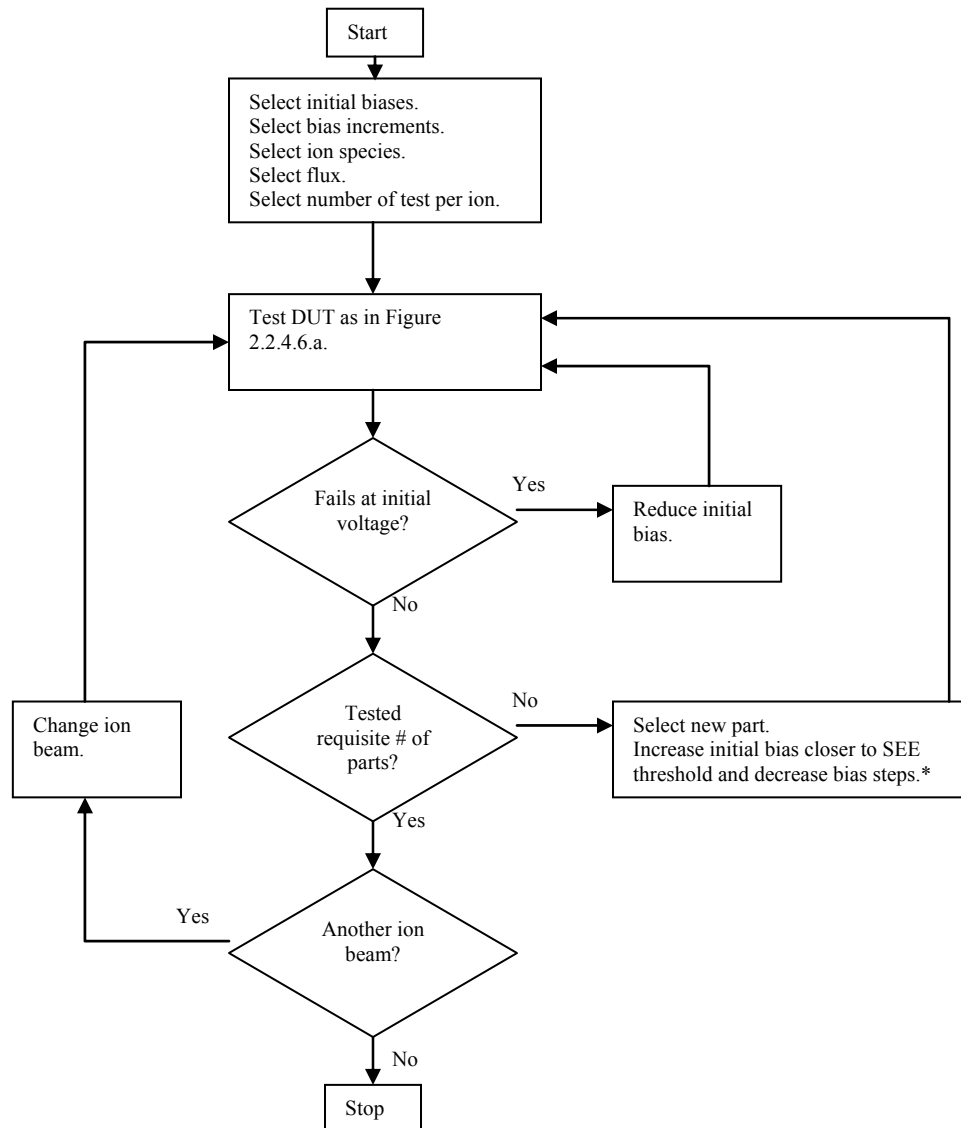 Start
Select initial biases.
Select bias increments.
Select ion species.
Select flux.
Select number of test per ion.
Test DUT as in Figure
2.2.4.6.a.
Fails at initial
voltage?
Yes
Reduce initial
bias.
No
Tested
requisite # of
parts?
No
Select new part.
Increase initial bias closer to SEE
threshold and decrease bias steps.*
Change ion
beam.
Yes
Another ion
beam?
Yes
No
Stop